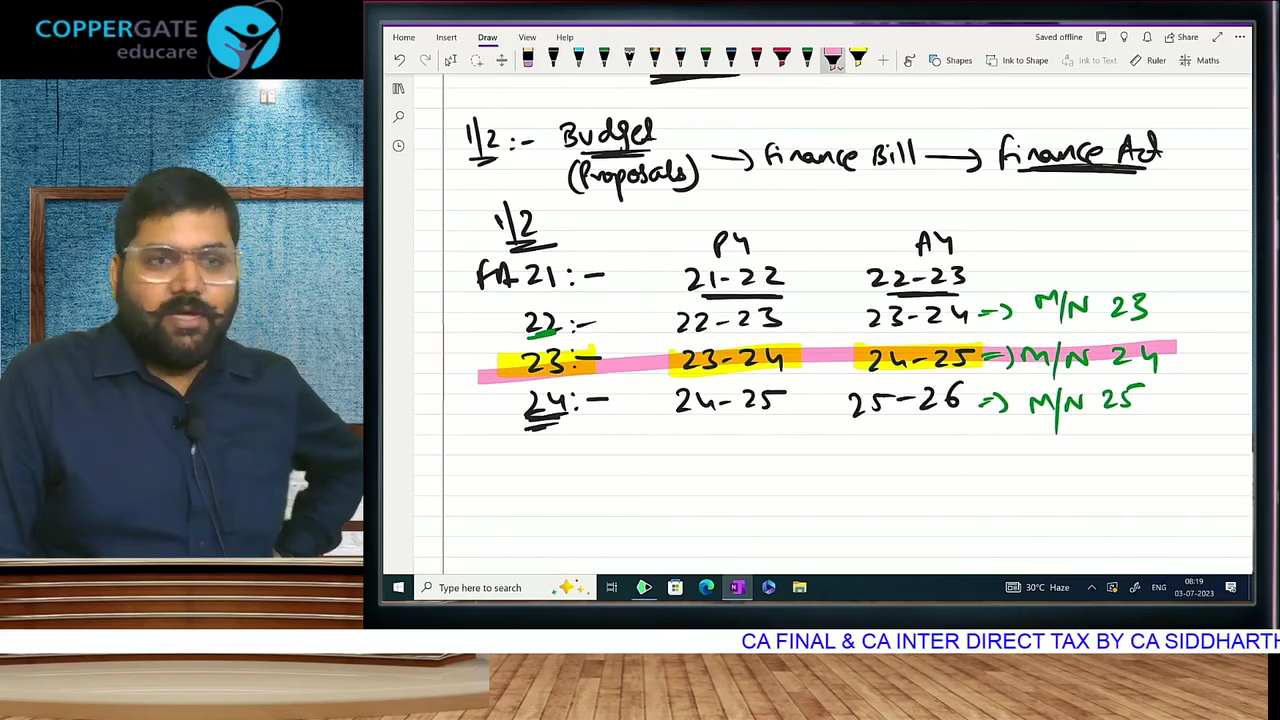 COPPERGATE
educare
Home Insert Draw View Help
Saved offline Share
Shapes Ink to Shape Ink to Text Ruler Maths
1/2 :- Budget (Proposals) → Finance Bill → Finance Act
1/2
PY AY
FA 21 :- 21-22 22-23
22 :- 22-23 23-24 => M/N 23
23 :- 23-24 24-25 => M/N 24
24 :- 24-25 25-26 => M/N 25
Type here to search
30°C Haze
ENG
08:19
03-07-2023
CA FINAL & CA INTER DIRECT TAX BY CA SIDDHARTH